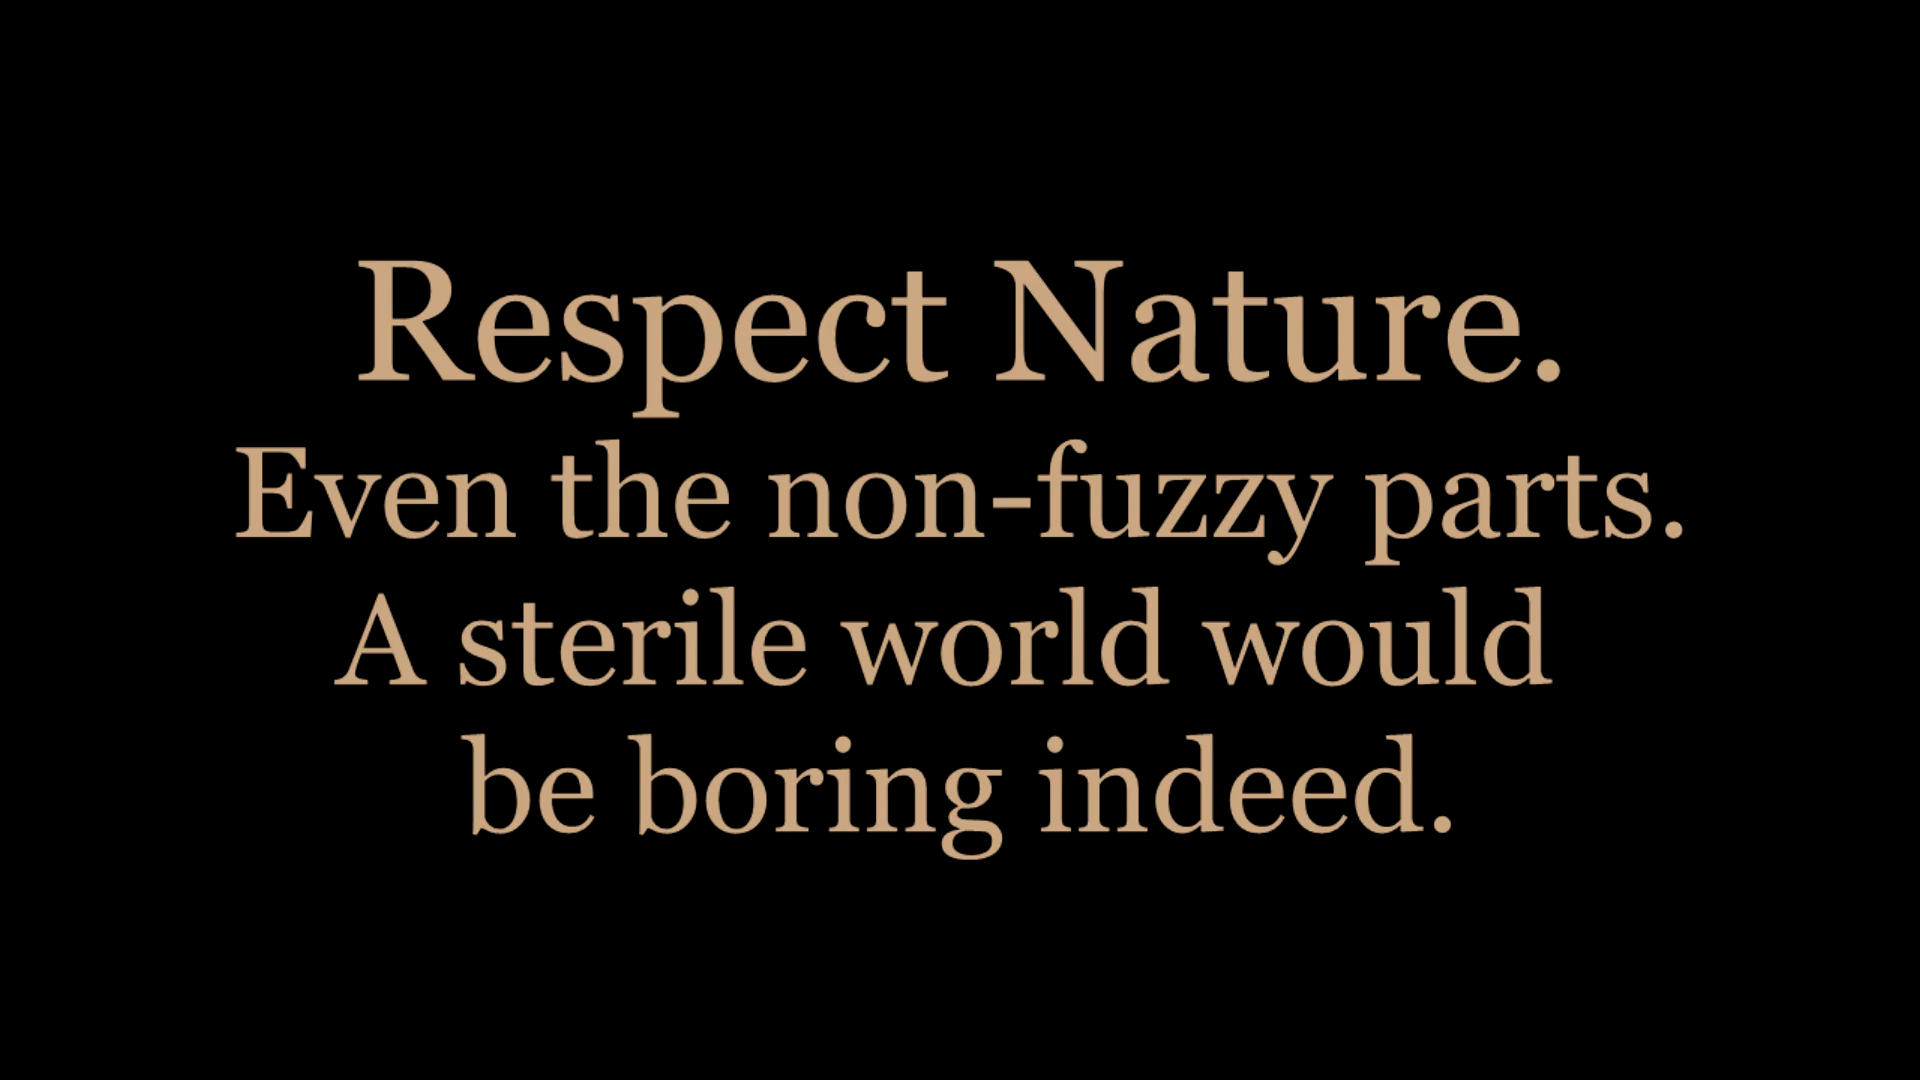 Respect Nature.
Even the non-fuzzy parts.
A sterile world would
be boring indeed.